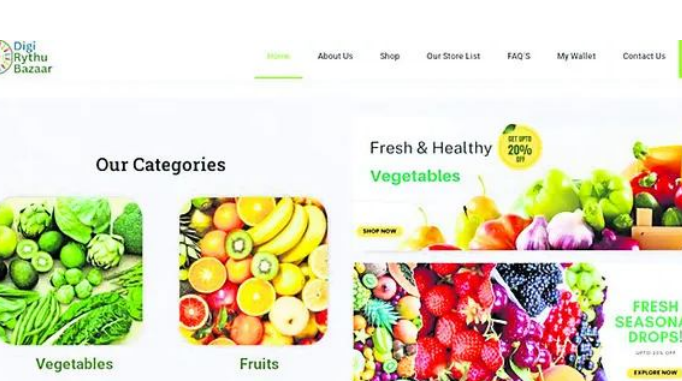 Digi
Rythu
Bazaar
Home
About Us
Shop
Our Store List
FAQ'S
My Wallet
Contact Us
Our Categories
Vegetables
Fruits
Fresh & Healthy
Vegetables
GET UPTO
20%
OFF
SHOP NOW
FRESH
SEASONA
DROPS!
EXPLORE NOW